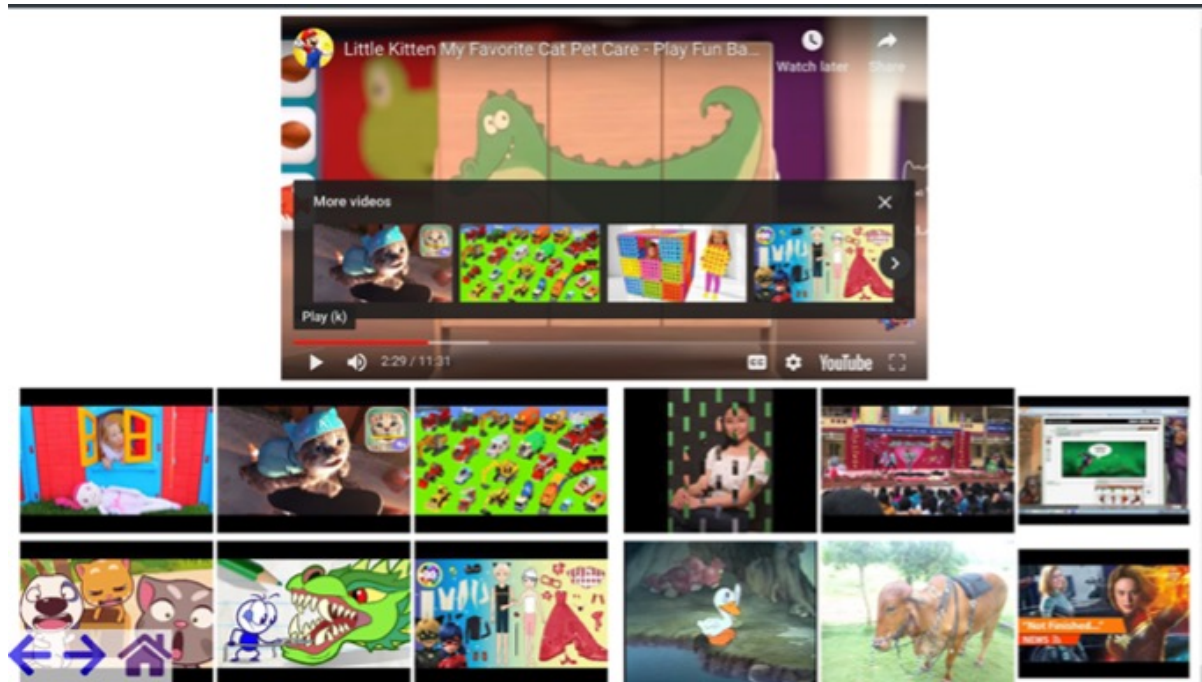 Little Kitten My Favorite Cat Pet Care - Play Fun Ba...
Watch later
Share
More videos
Play (k)
2:29 / 11:31
CC
YouTube
"Not Finished..."
NEWS